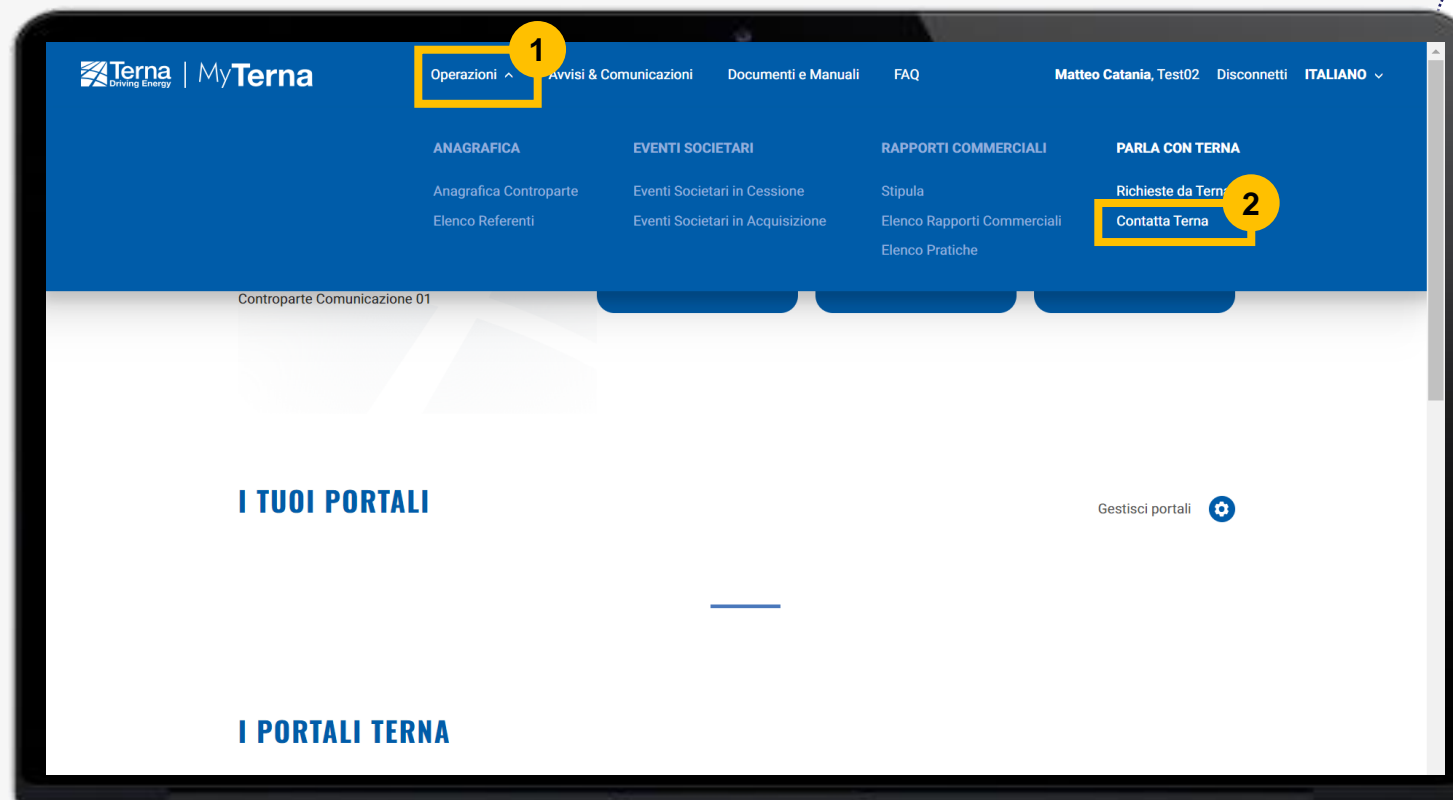 1
Terna
Driving Energy
MyTerna
Operazioni
Avvisi & Comunicazioni
Documenti e Manuali
FAQ
Matteo Catania, Test02
Disconnetti
ITALIANO
ANAGRAFICA
Anagrafica Controparte
Elenco Referenti
EVENTI SOCIETARI
Eventi Societari in Cessione
Eventi Societari in Acquisizione
RAPPORTI COMMERCIALI
Stipula
Elenco Rapporti Commerciali
Elenco Pratiche
PARLA CON TERNA
Richieste da Terna
2
Contatta Terna
Controparte Comunicazione 01
I TUOI PORTALI
Gestisci portali
I PORTALI TERNA